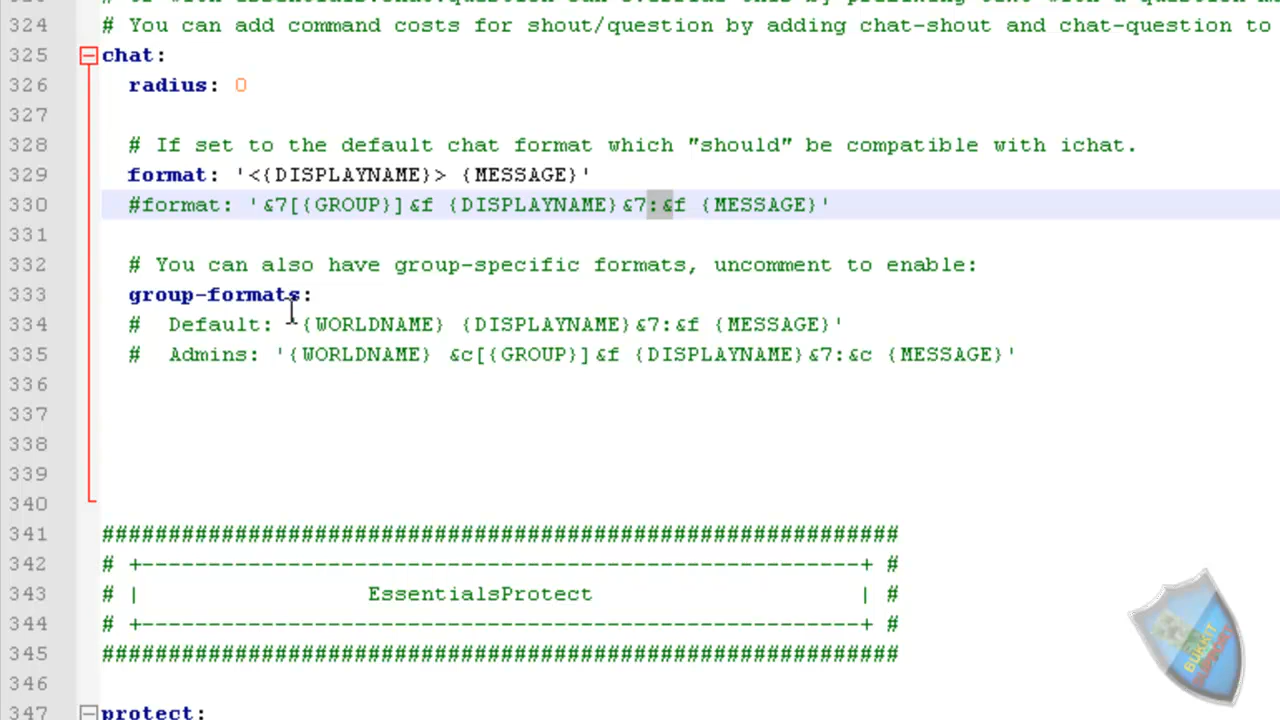 324 # You can add command costs for shout/question by adding chat-shout and chat-question to
325 chat:
326 radius: 0
327
328 # If set to the default chat format which "should" be compatible with ichat.
329 format: '<{DISPLAYNAME}> {MESSAGE}'
330 #format: '&7[{GROUP}]&f {DISPLAYNAME}&7:&f {MESSAGE}'
331
332 # You can also have group-specific formats, uncomment to enable:
333 group-formats:
334 #  Default: '{WORLDNAME} {DISPLAYNAME}&7:&f {MESSAGE}'
335 #  Admins: '{WORLDNAME} &c[{GROUP}]&f {DISPLAYNAME}&7:&c {MESSAGE}'
336
337
338
339
340
341 ############################################################
342 # +------------------------------------------------------+ #
343 # | EssentialsProtect | #
344 # +------------------------------------------------------+ #
345 ############################################################
346
347 protect:
BUKKIT